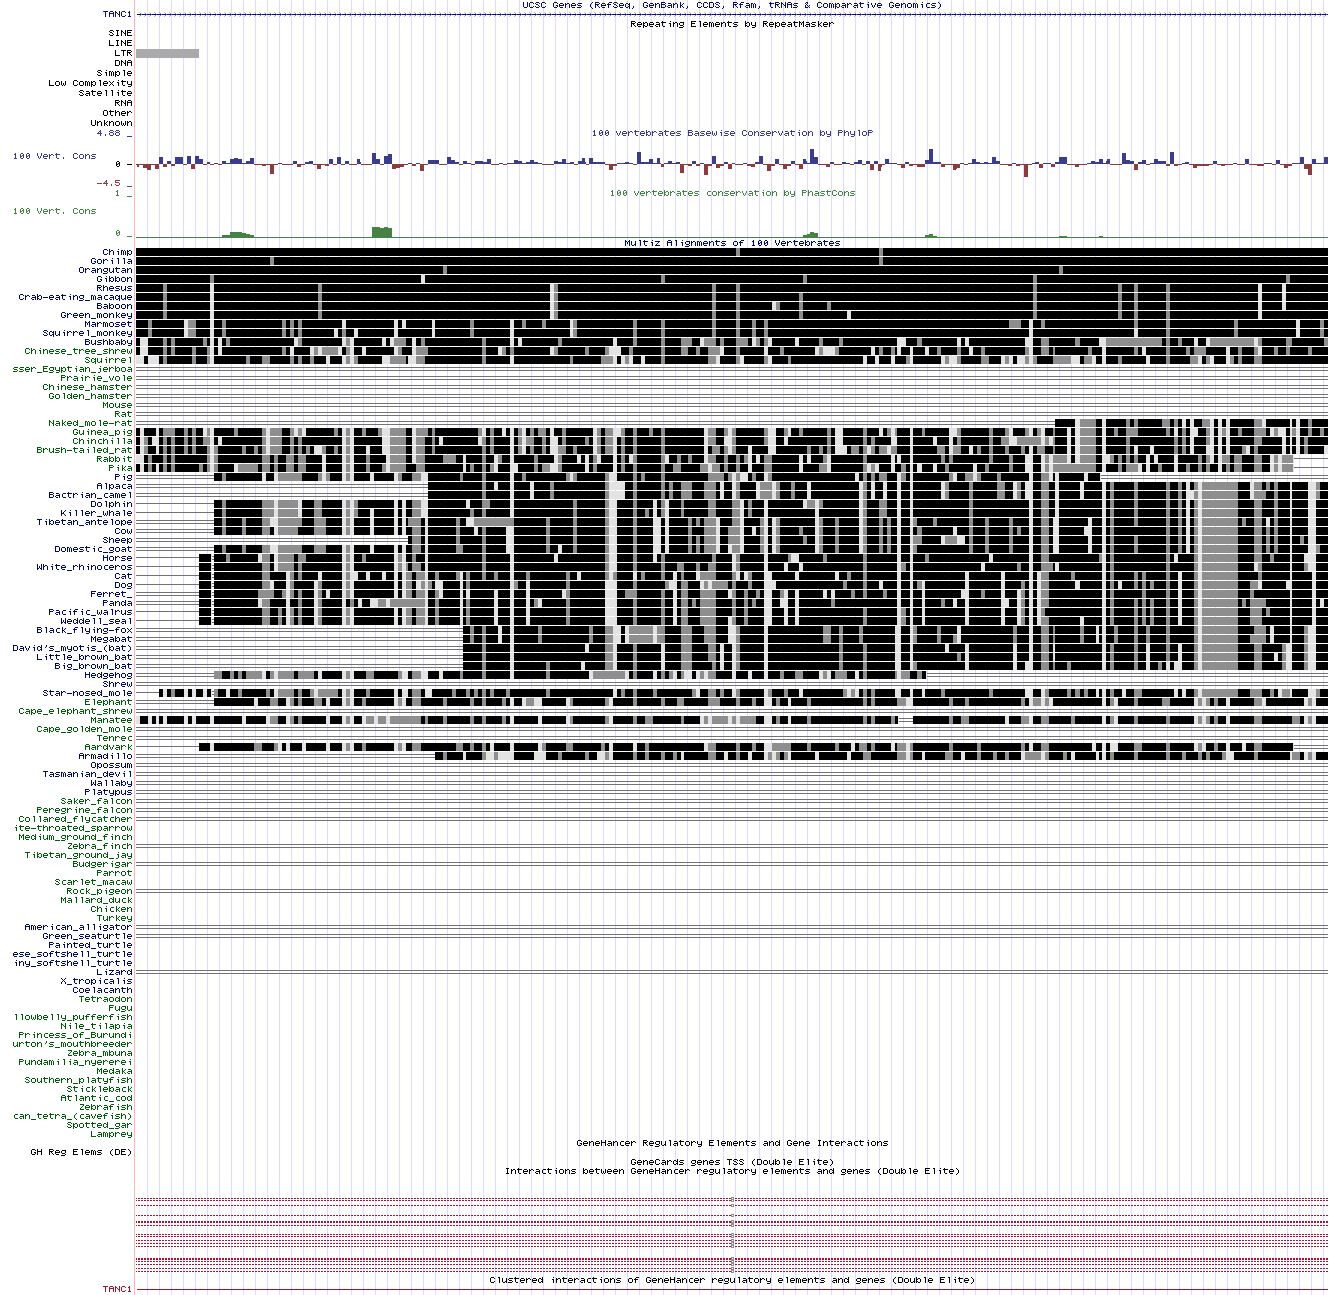 UCSC Genes (RefSeq, GenBank, CCDS, Rfam, tRNAs & Comparative Genomics)
TANC1
Repeating Elements by RepeatMasker
SINE
LINE
LTR
DNA
Simple
Low Complexity
Satellite
RNA
Other
Unknown
4.88 _
100 vertebrates Basewise Conservation by PhyloP
100 Vert. Cons
0 _
-4.5 _
1 _
100 vertebrates conservation by PhastCons
100 Vert. Cons
0 _
Multiz Alignments of 100 Vertebrates
Chimp
Gorilla
Orangutan
Gibbon
Rhesus
Crab-eating_macaque
Baboon
Green_monkey
Marmoset
Squirrel_monkey
Bushbaby
Chinese_tree_shrew
Squirrel
sser_Egyptian_jerboa
Prairie_vole
Chinese_hamster
Golden_hamster
Mouse
Rat
Naked_mole-rat
Guinea_pig
Chinchilla
Brush-tailed_rat
Rabbit
Pika
Pig
Alpaca
Bactrian_camel
Dolphin
Killer_whale
Tibetan_antelope
Cow
Sheep
Domestic_goat
Horse
White_rhinoceros
Cat
Dog
Ferret_
Panda
Pacific_walrus
Weddell_seal
Black_flying-fox
Megabat
David's_myotis_(bat)
Little_brown_bat
Big_brown_bat
Hedgehog
Shrew
Star-nosed_mole
Elephant
Cape_elephant_shrew
Manatee
Cape_golden_mole
Tenrec
Aardvark
Armadillo
Opossum
Tasmanian_devil
Wallaby
Platypus
Saker_falcon
Peregrine_falcon
Collared_flycatcher
ite-throated_sparrow
Medium_ground_finch
Zebra_finch
Tibetan_ground_jay
Budgerigar
Parrot
Scarlet_macaw
Rock_pigeon
Mallard_duck
Chicken
Turkey
American_alligator
Green_seaturtle
Painted_turtle
ese_softshell_turtle
iny_softshell_turtle
Lizard
X_tropicalis
Coelacanth
Tetraodon
Fugu
llowbelly_pufferfish
Nile_tilapia
Princess_of_Burundi
urton's_mouthbreeder
Zebra_mbuna
Pundamilia_nyererei
Medaka
Southern_platyfish
Stickleback
Atlantic_cod
Zebrafish
can_tetra_(cavefish)
Spotted_gar
Lamprey
GeneHancer Regulatory Elements and Gene Interactions
GH Reg Elems (DE)
GeneCards genes TSS (Double Elite)
Interactions between GeneHancer regulatory elements and genes (Double Elite)
Clustered interactions of GeneHancer regulatory elements and genes (Double Elite)
TANC1